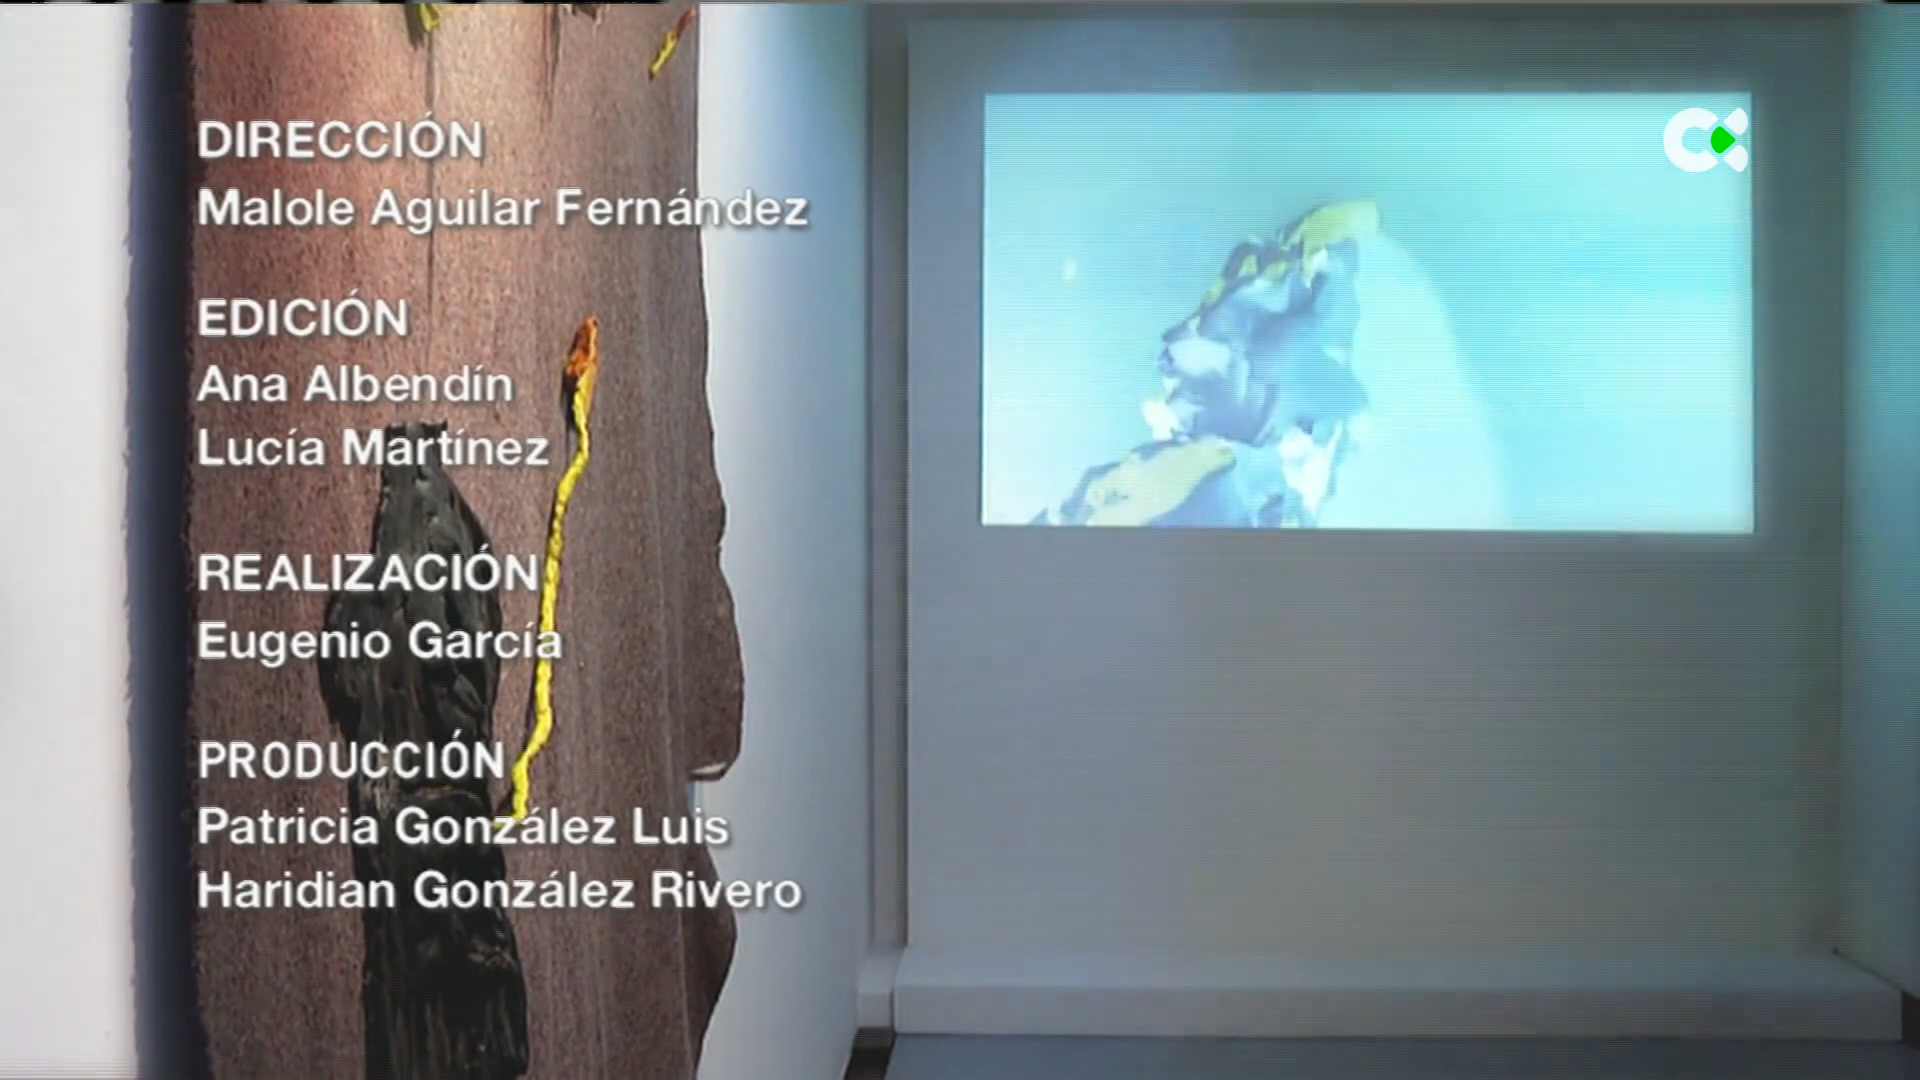 DIRECCIÓN
Malole Aguilar Fernández
EDICIÓN
Ana Albendín
Lucía Martínez
REALIZACIÓN
Eugenio García
PRODUCCIÓN
Patricia González Luis
Haridian González Rivero